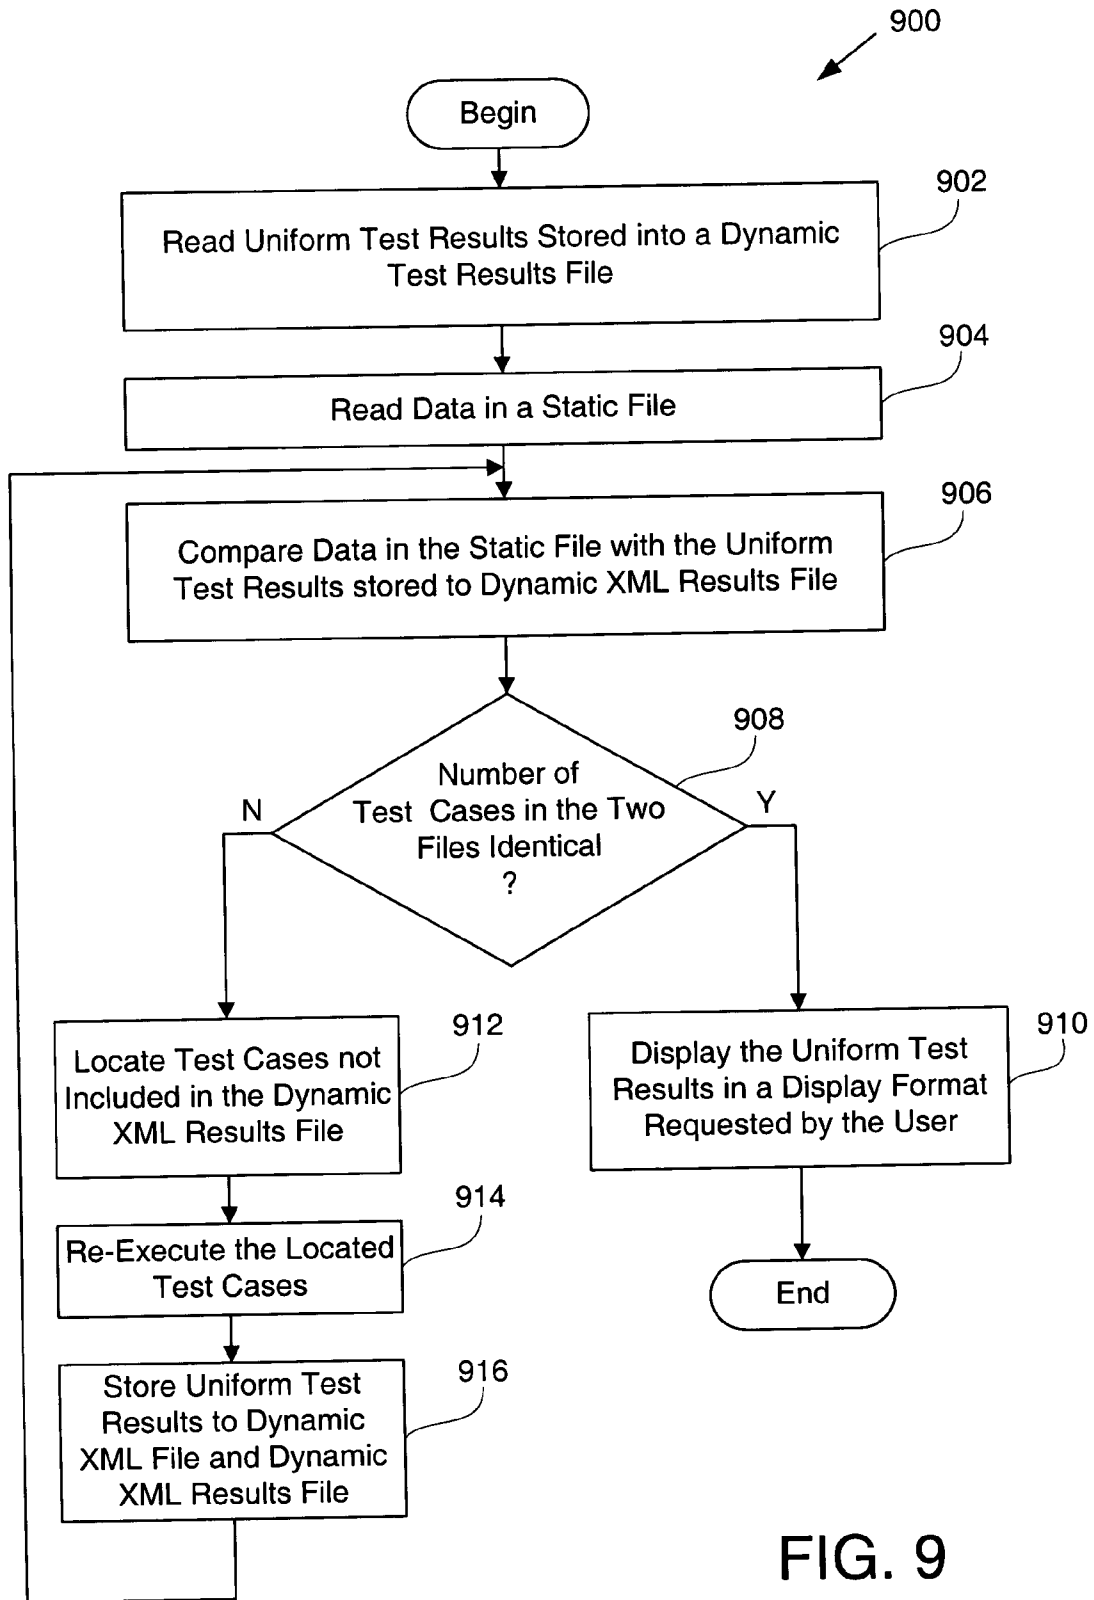 900
Begin
902
Read Uniform Test Results Stored into a Dynamic
Test Results File
904
Read Data in a Static File
906
Compare Data in the Static File with the Uniform
Test Results stored to Dynamic XML Results File
908
Number of
Test Cases in the Two
Files Identical
?
N
Y
912
Locate Test Cases not
Included in the Dynamic
XML Results File
910
Display the Uniform Test
Results in a Display Format
Requested by the User
914
Re-Execute the Located
Test Cases
End
916
Store Uniform Test
Results to Dynamic
XML File and Dynamic
XML Results File
FIG. 9